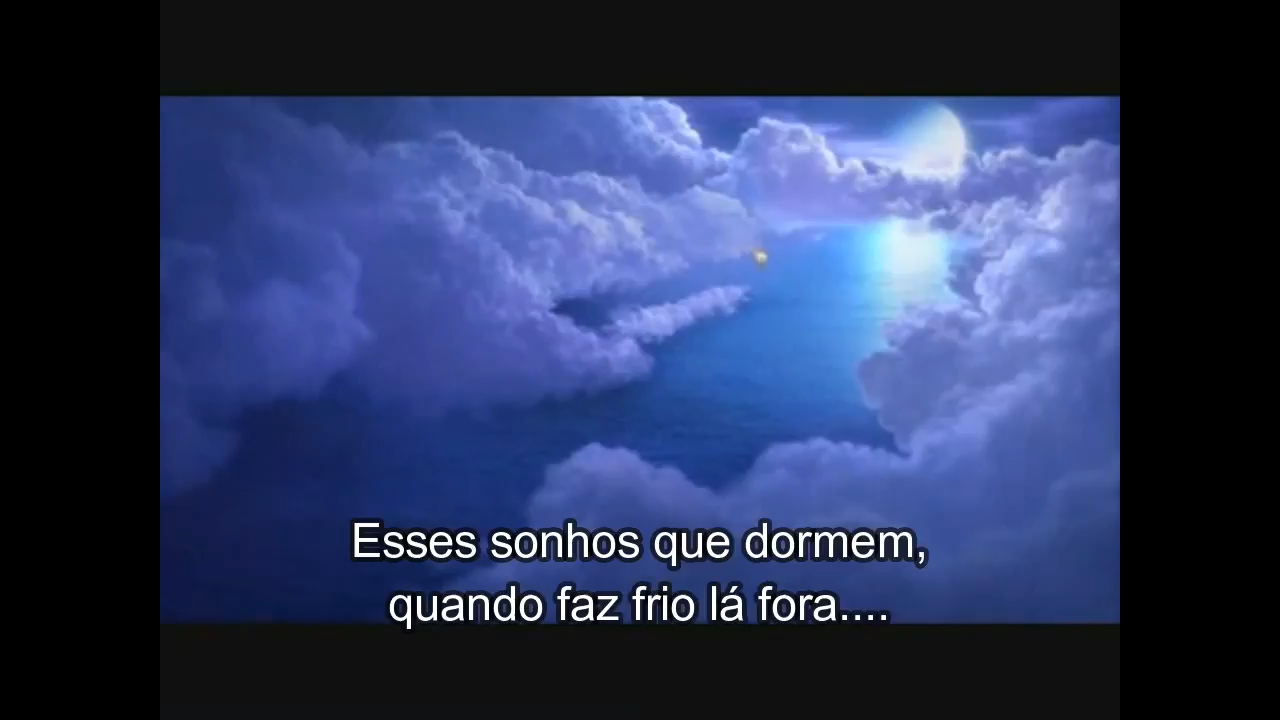 Esses sonhos que dormem,
quando faz frio lá fora....